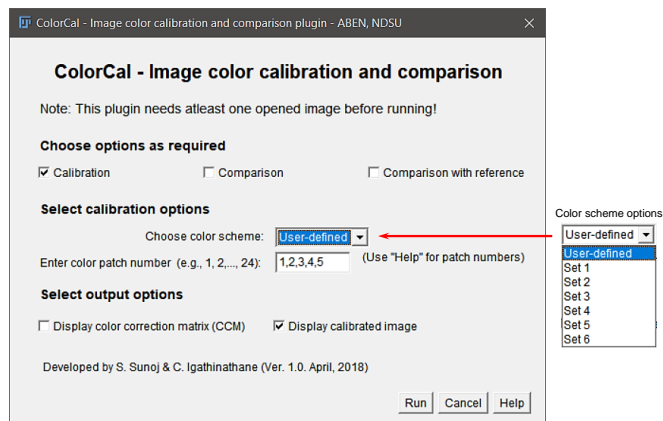 ColorCal - Image color calibration and comparison plugin - ABEN, NDSU
ColorCal - Image color calibration and comparison
Note: This plugin needs atleast one opened image before running!
Choose options as required
Calibration
Comparison
Comparison with reference
Select calibration options
Choose color scheme:
User-defined
Enter color patch number (e.g., 1, 2,..., 24):
1,2,3,4,5
(Use "Help" for patch numbers)
Select output options
Display color correction matrix (CCM)
Display calibrated image
Developed by S. Sunoj & C. Igathinathane (Ver. 1.0. April, 2018)
Run
Cancel
Help
Color scheme options
User-defined
User-defined
Set 1
Set 2
Set 3
Set 4
Set 5
Set 6